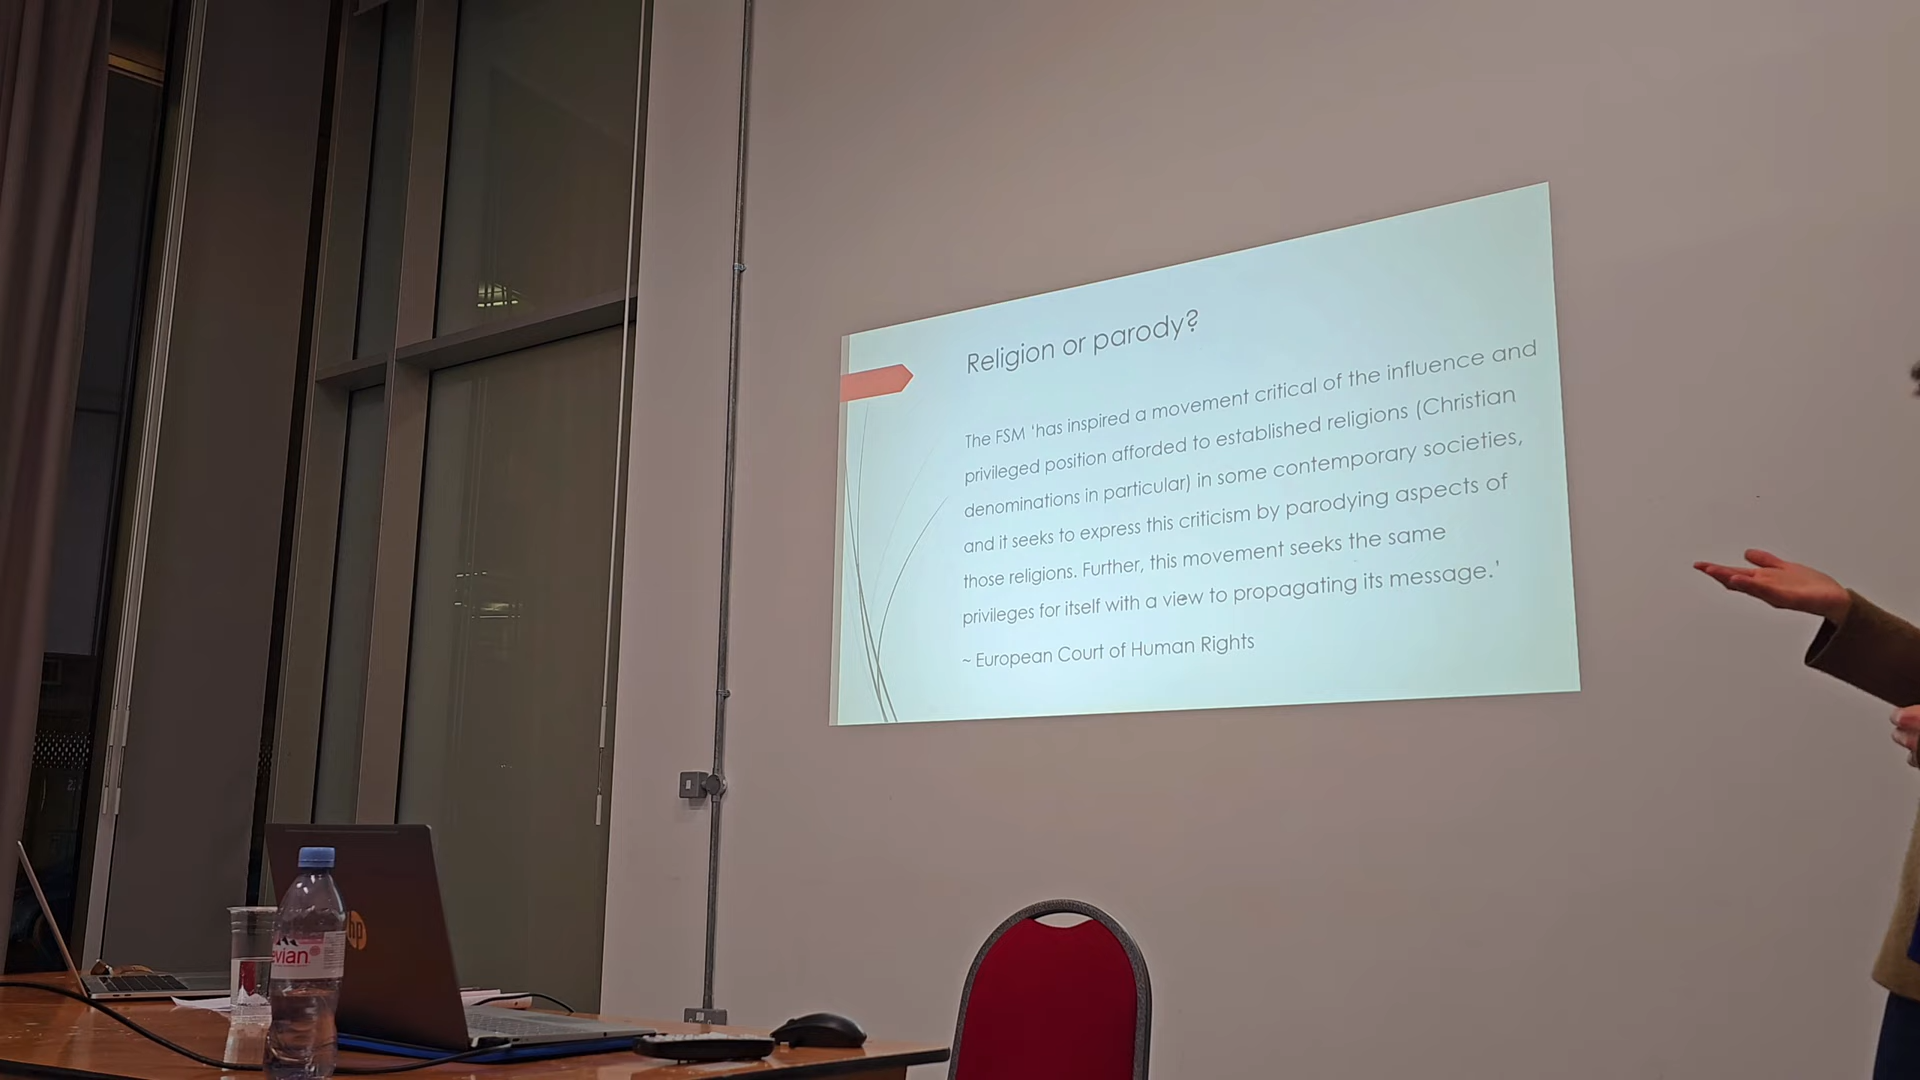 Religion or parody?
The FSM ‘has inspired a movement critical of the influence and
privileged position afforded to established religions (Christian
denominations in particular) in some contemporary societies,
and it seeks to express this criticism by parodying aspects of
those religions. Further, this movement seeks the same
privileges for itself with a view to propagating its message.’
~ European Court of Human Rights
hp
evian